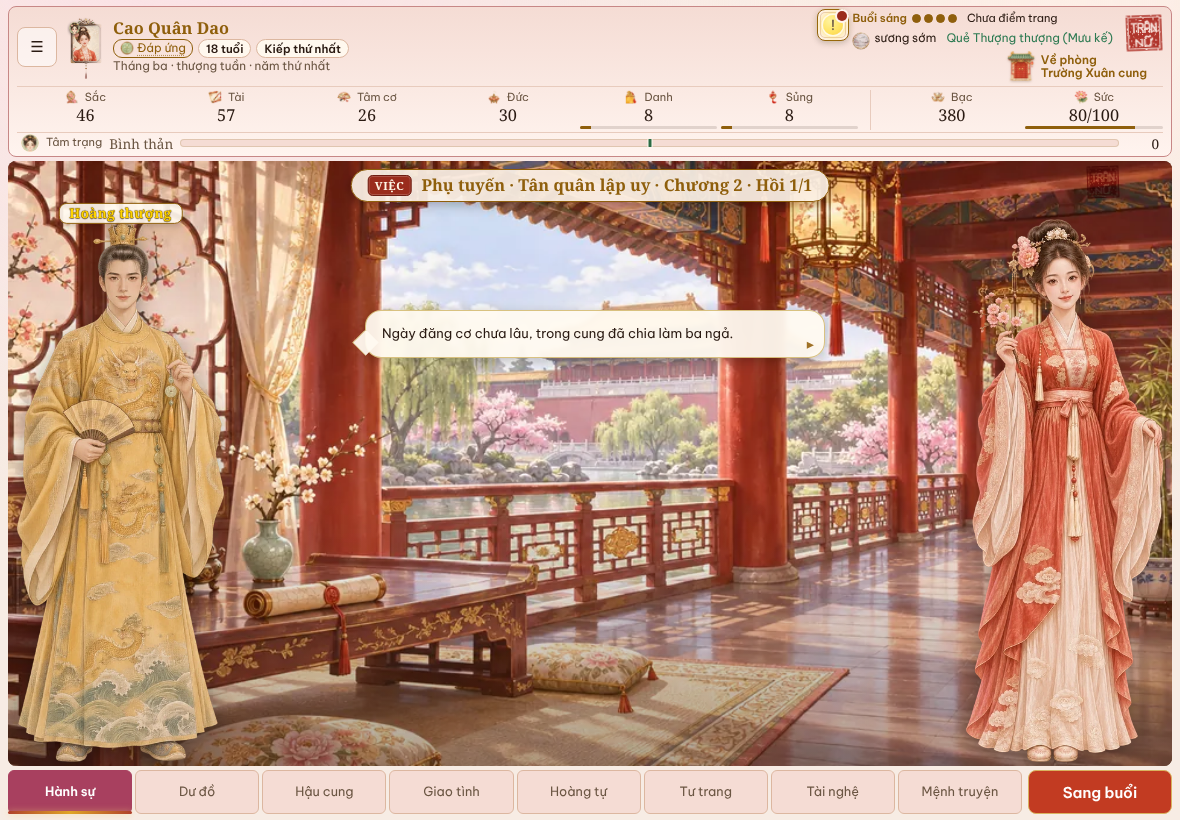 ☰
Cao Quân Dao
Đáp ứng
18 tuổi
Kiếp thứ nhất
Tháng ba · thượng tuần · năm thứ nhất
!
Buổi sáng
Chưa điểm trang
sương sớm
Quẻ Thượng thượng (Mưu kế)
Về phòng
Trường Xuân cung
Sắc
46
Tài
57
Tâm cơ
26
Đức
30
Danh
8
Sủng
8
Bạc
380
Sức
80/100
Tâm trạng
Bình thản
0
VIỆC
Phụ tuyến · Tân quân lập uy · Chương 2 · Hồi 1/1
Hoàng thượng
Ngày đăng cơ chưa lâu, trong cung đã chia làm ba ngả.
Hành sự
Dư đồ
Hậu cung
Giao tình
Hoàng tự
Tư trang
Tài nghệ
Mệnh truyện
Sang buổi